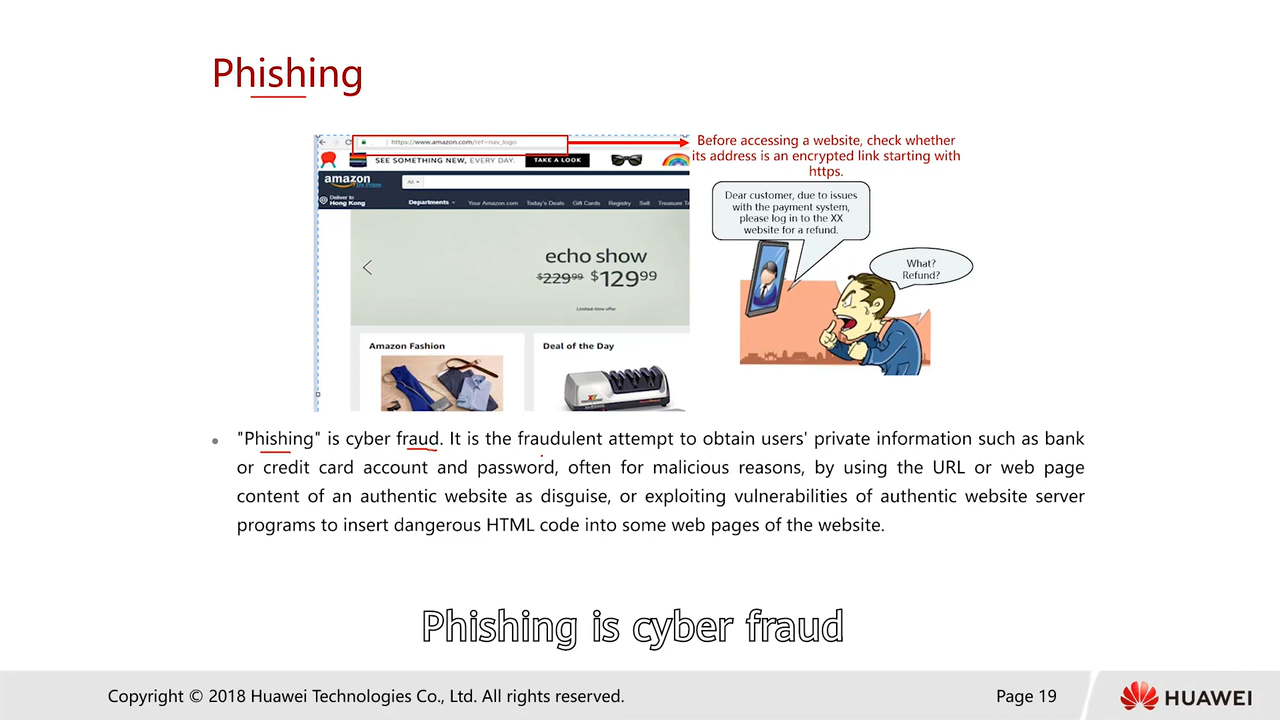 Phishing
https://www.amazon.com/ref=nav_logo
Before accessing a website, check whether
its address is an encrypted link starting with
https.
SEE SOMETHING NEW, EVERY DAY.
TAKE A LOOK
amazon
All
Deliver to
Hong Kong
Departments
Your Amazon.com
Today's Deals
Gift Cards
Registry
Sell
Treasure T
Dear customer, due to issues
with the payment system,
please log in to the XX
website for a refund.
What?
Refund?
echo show
$229.99 $129.99
Limited-time offer
Amazon Fashion
Deal of the Day
"Phishing" is cyber fraud. It is the fraudulent attempt to obtain users' private information such as bank
or credit card account and password, often for malicious reasons, by using the URL or web page
content of an authentic website as disguise, or exploiting vulnerabilities of authentic website server
programs to insert dangerous HTML code into some web pages of the website.
Phishing is cyber fraud
Copyright © 2018 Huawei Technologies Co., Ltd. All rights reserved.
Page 19
HUAWEI